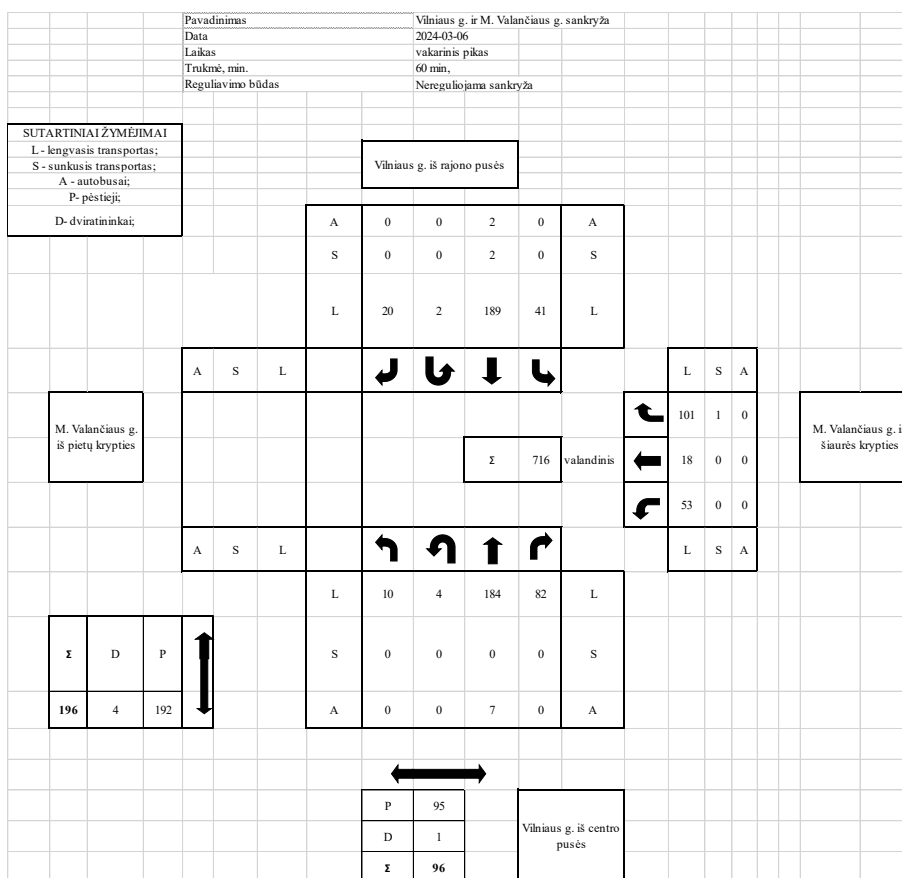 Pavadinimas Vilniaus g. ir M. Valančiaus g. sankryža
Data 2024-03-06
Laikas vakarinis pikas
Trukmė, min. 60 min,
Reguliavimo būdas Nereguliojama sankryža
SUTARTINIAI ŽYMĖJIMAI
L - lengvasis transportas;
S - sunkusis transportas;
A - autobusai;
P- pėstieji;
D- dviratininkai;
Vilniaus g. iš rajono pusės
A 0 0 2 0 A
S 0 0 2 0 S
L 20 2 189 41 L
A S L L S A
101 1 0
M. Valančiaus g.
iš pietų krypties
Σ 716 valandinis 18 0 0
M. Valančiaus g. i
šiaurės krypties
53 0 0
A S L L S A
L 10 4 184 82 L
Σ D P S 0 0 0 0 S
196 4 192 A 0 0 7 0 A
P 95
D 1
Σ 96
Vilniaus g. iš centro
pusės